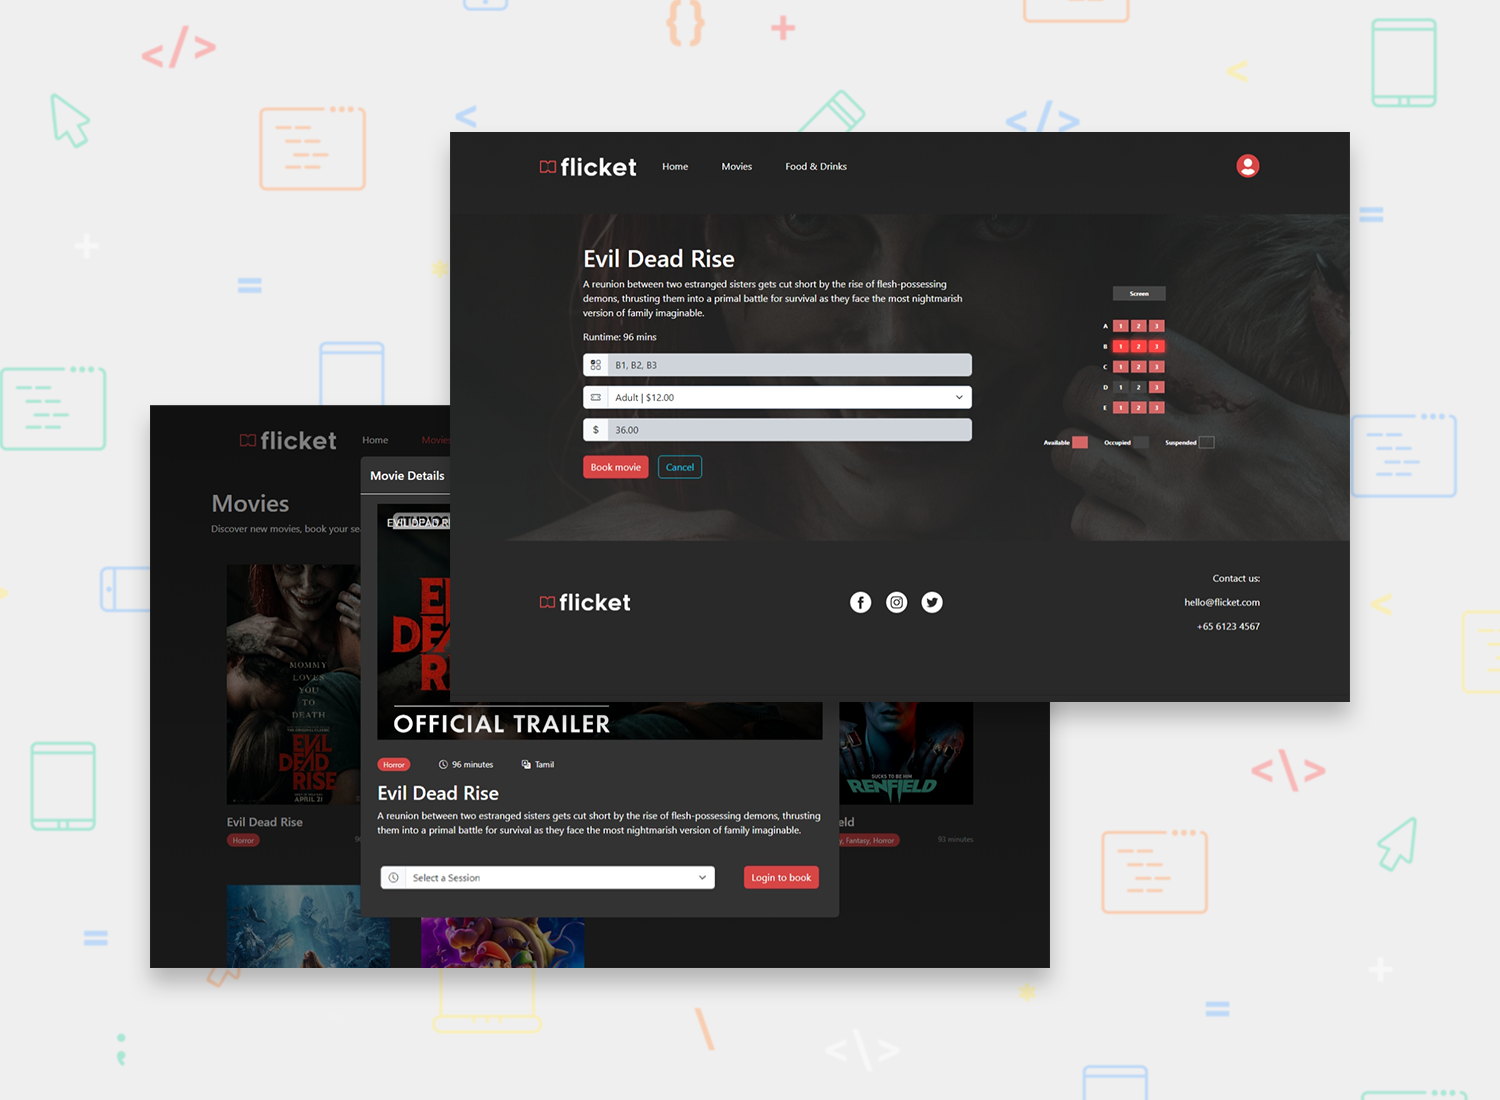 flicket
Home
Movies
Food & Drinks
Evil Dead Rise
A reunion between two estranged sisters gets cut short by the rise of flesh-possessing
demons, thrusting them into a primal battle for survival as they face the most nightmarish
version of family imaginable.
Runtime: 96 mins
B1, B2, B3
Adult | $12.00
$ 36.00
Book movie
Cancel
Screen
A 1 2 3
B 1 2 3
C 1 2 3
D 1 2 3
E 1 2 3
Available
Occupied
Suspended
flicket
Contact us:
hello@flicket.com
+65 6123 4567
flicket
Home
Movies
Movies
Discover new movies, book your se
Movie Details
EVIL DEAD R
OFFICIAL TRAILER
Horror
96 minutes
Tamil
Evil Dead Rise
A reunion between two estranged sisters gets cut short by the rise of flesh-possessing demons, thrusting
them into a primal battle for survival as they face the most nightmarish version of family imaginable.
Select a Session
Login to book
MOMMY
LOVES
YOU
TO
DEATH
EVIL
DEAD
RISE
APRIL 21
Evil Dead Rise
Horror
SUCKS TO BE HIM
RENFIELD
eld
y, Fantasy, Horror
93 minutes